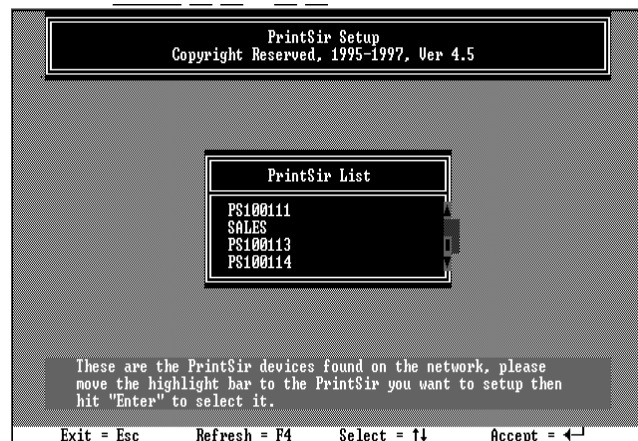 PrintSir Setup
Copyright Reserved, 1995-1997, Ver 4.5
PrintSir List
PS100111
SALES
PS100113
PS100114
These are the PrintSir devices found on the network, please
move the highlight bar to the PrintSir you want to setup then
hit "Enter" to select it.
Exit = Esc Refresh = F4 Select = ↑↓ Accept = ↵